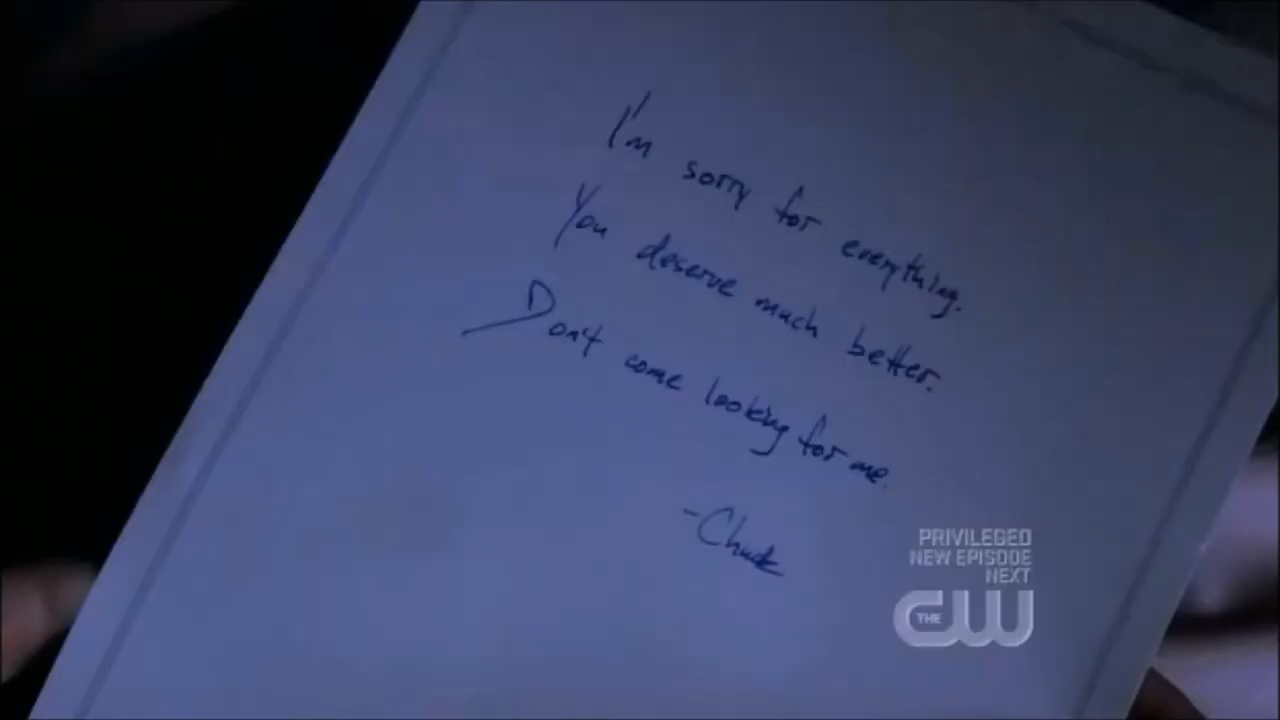 I'm sorry for everything.
You deserve much better.
Don't come looking for me.
-Chuck
PRIVILEGED
NEW EPISODE
NEXT
THE CW